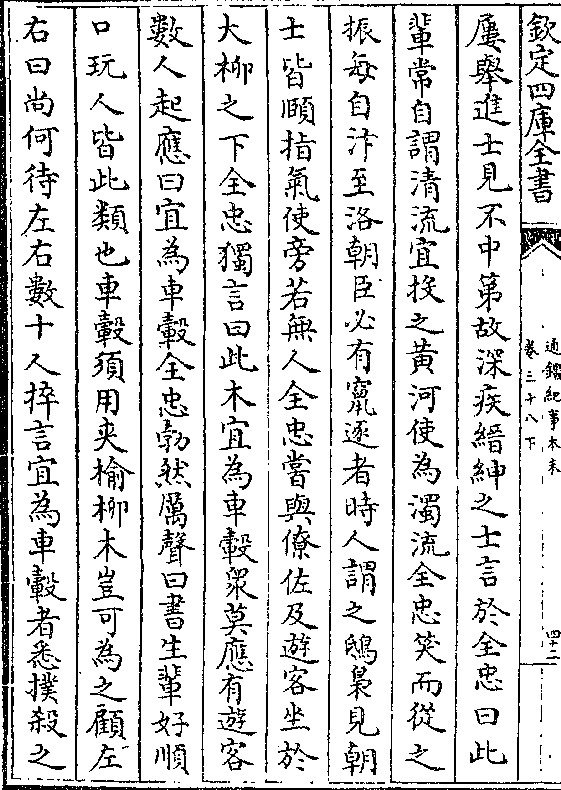 欽定四庫全書
通鑑紀事本末
卷三十八下
四十二
屢舉進士見不中第故深疾縉紳之士言於全忠曰此
輩常自謂清流宜投之黃河使為濁流全忠笑而從之
振每自汴至洛朝臣必有竄逐者時人謂之鴟梟見朝
士皆頤指氣使旁若無人全忠嘗與僚佐及遊客坐於
大柳之下全忠獨言曰此木宜為車轂衆莫應有遊客
數人起應曰宜為車轂全忠勃然厲聲曰書生輩好順
口玩人皆此類也車轂須用夾榆柳木豈可為之顧左
右曰尚何待左右數十人捽言宜為車轂者悉撲殺之